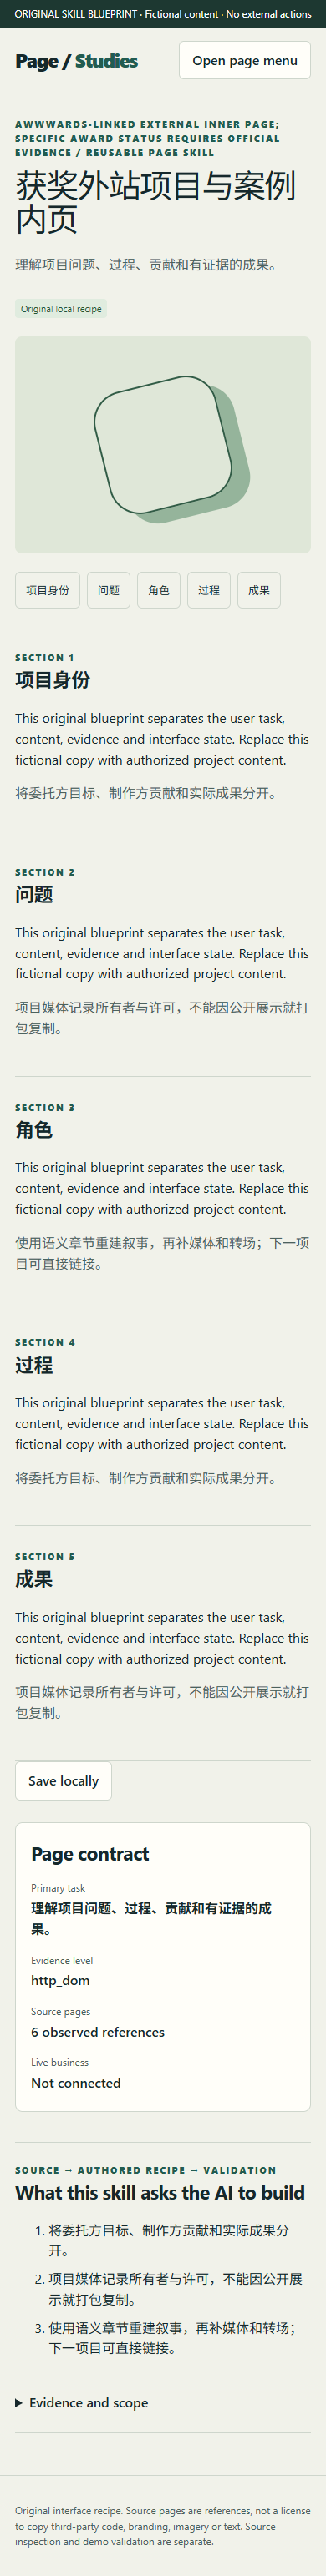 ORIGINAL SKILL BLUEPRINT · Fictional content · No external actions
Page / Studies
Open page menu
AWWWARDS-LINKED EXTERNAL INNER PAGE;
SPECIFIC AWARD STATUS REQUIRES OFFICIAL
EVIDENCE / REUSABLE PAGE SKILL
获奖外站项目与案例
内页
理解项目问题、过程、贡献和有证据的成果。
Original local recipe
项目身份
问题
角色
过程
成果
SECTION 1
项目身份
This original blueprint separates the user task,
content, evidence and interface state. Replace this
fictional copy with authorized project content.
将委托方目标、制作方贡献和实际成果分开。
SECTION 2
问题
This original blueprint separates the user task,
content, evidence and interface state. Replace this
fictional copy with authorized project content.
项目媒体记录所有者与许可，不能因公开展示就打
包复制。
SECTION 3
角色
This original blueprint separates the user task,
content, evidence and interface state. Replace this
fictional copy with authorized project content.
使用语义章节重建叙事，再补媒体和转场；下一项
目可直接链接。
SECTION 4
过程
This original blueprint separates the user task,
content, evidence and interface state. Replace this
fictional copy with authorized project content.
将委托方目标、制作方贡献和实际成果分开。
SECTION 5
成果
This original blueprint separates the user task,
content, evidence and interface state. Replace this
fictional copy with authorized project content.
项目媒体记录所有者与许可，不能因公开展示就打
包复制。
Save locally
Page contract
Primary task
理解项目问题、过程、贡献和有证据的成
果。
Evidence level
http_dom
Source pages
6 observed references
Live business
Not connected
SOURCE → AUTHORED RECIPE → VALIDATION
What this skill asks the AI to build
1. 将委托方目标、制作方贡献和实际成果分
开。
2. 项目媒体记录所有者与许可，不能因公开展
示就打包复制。
3. 使用语义章节重建叙事，再补媒体和转场；
下一项目可直接链接。
Evidence and scope
Original interface recipe. Source pages are references, not a license
to copy third-party code, branding, imagery or text. Source
inspection and demo validation are separate.